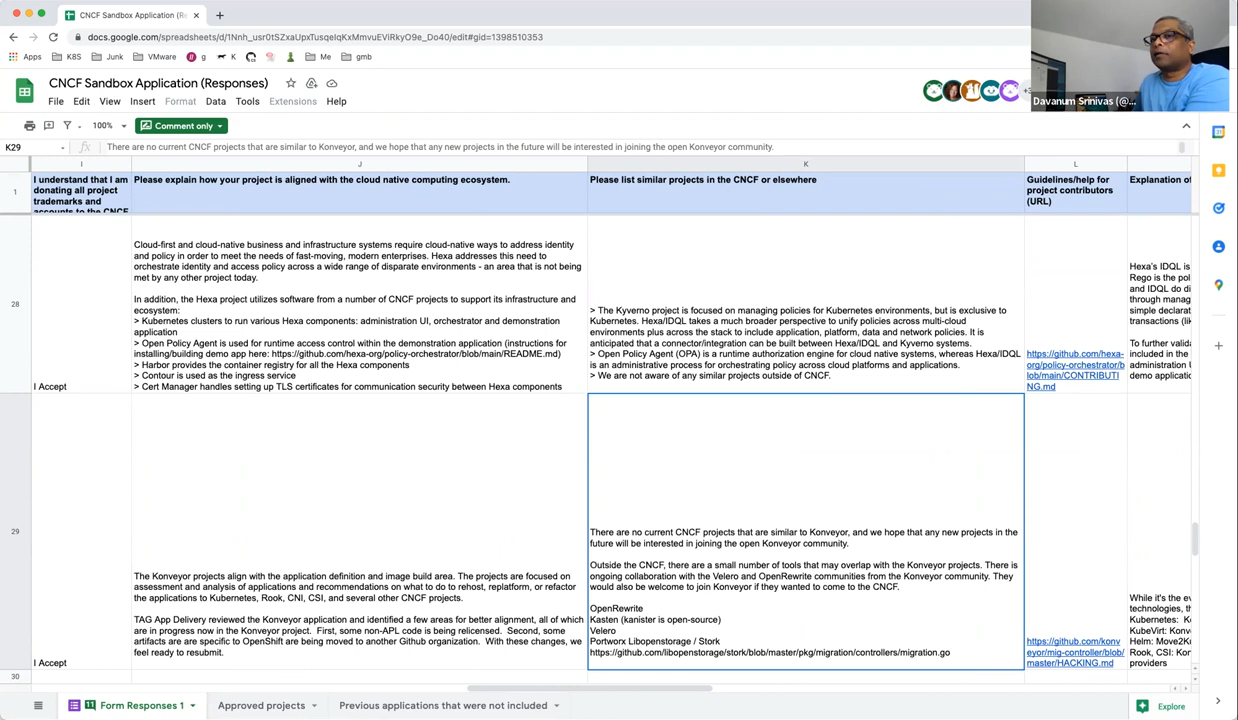 CNCF Sandbox Application (Re
docs.google.com/spreadsheets/d/1Nnh_usr0tSZxaUpxTusqeIqKxMmvuEViRkyO9e_Do40/edit#gid=1398510353
Apps K8S Junk VMware g K Me gmb
CNCF Sandbox Application (Responses)
File Edit View Insert Format Data Tools Extensions Help
Davanum Srinivas (@...
100% Comment only
K29 fx There are no current CNCF projects that are similar to Konveyor, and we hope that any new projects in the future will be interested in joining the open Konveyor community.
I J K L
1
I understand that I am
donating all project
trademarks and
accounts to the CNCF
Please explain how your project is aligned with the cloud native computing ecosystem.
Please list similar projects in the CNCF or elsewhere
Guidelines/help for
project contributors
(URL)
Explanation of
28
I Accept
Cloud-first and cloud-native business and infrastructure systems require cloud-native ways to address identity
and policy in order to meet the needs of fast-moving, modern enterprises. Hexa addresses this need to
orchestrate identity and access policy across a wide range of disparate environments - an area that is not being
met by any other project today.
In addition, the Hexa project utilizes software from a number of CNCF projects to support its infrastructure and
ecosystem:
> Kubernetes clusters to run various Hexa components: administration UI, orchestrator and demonstration
application
> Open Policy Agent is used for runtime access control within the demonstration application (instructions for
installing/building demo app here: https://github.com/hexa-org/policy-orchestrator/blob/main/README.md)
> Harbor provides the container registry for all the Hexa components
> Contour is used as the ingress service
> Cert Manager handles setting up TLS certificates for communication security between Hexa components
> The Kyverno project is focused on managing policies for Kubernetes environments, but is exclusive to
Kubernetes. Hexa/IDQL takes a much broader perspective to unify policies across multi-cloud
environments plus across the stack to include application, platform, data and network policies. It is
anticipated that a connector/integration can be built between Hexa/IDQL and Kyverno systems.
> Open Policy Agent (OPA) is a runtime authorization engine for cloud native systems, whereas Hexa/IDQL
is an administrative process for orchestrating policy across cloud platforms and applications.
> We are not aware of any similar projects outside of CNCF.
https://github.com/hexa-
org/policy-orchestrator/b
lob/main/CONTRIBUTI
NG.md
Hexa's IDQL is
Rego is the pol
and IDQL do di
through manag
simple declarat
transactions (lik
To further valida
included in the
administration U
demo applicatio
29
I Accept
The Konveyor projects align with the application definition and image build area. The projects are focused on
assessment and analysis of applications and recommendations on what to do to rehost, replatform, or refactor
the applications to Kubernetes, Rook, CNI, CSI, and several other CNCF projects.
TAG App Delivery reviewed the Konveyor application and identified a few areas for better alignment, all of which
are in progress now in the Konveyor project. First, some non-APL code is being relicensed. Second, some
artifacts are are specific to OpenShift are being moved to another Github organization. With these changes, we
feel ready to resubmit.
There are no current CNCF projects that are similar to Konveyor, and we hope that any new projects in the
future will be interested in joining the open Konveyor community.
Outside the CNCF, there are a small number of tools that may overlap with the Konveyor projects. There is
ongoing collaboration with the Velero and OpenRewrite communities from the Konveyor community. They
would also be welcome to join Konveyor if they wanted to come to the CNCF.
OpenRewrite
Kasten (kanister is open-source)
Velero
Portworx Libopenstorage / Stork
https://github.com/libopenstorage/stork/blob/master/pkg/migration/controllers/migration.go
https://github.com/konv
eyor/mig-controller/blob/
master/HACKING.md
While it's the ev
technologies, th
Kubernetes: Ko
KubeVirt: Konv
Helm: Move2K
Rook, CSI: Kon
providers
30
Form Responses 1 Approved projects Previous applications that were not included Explore